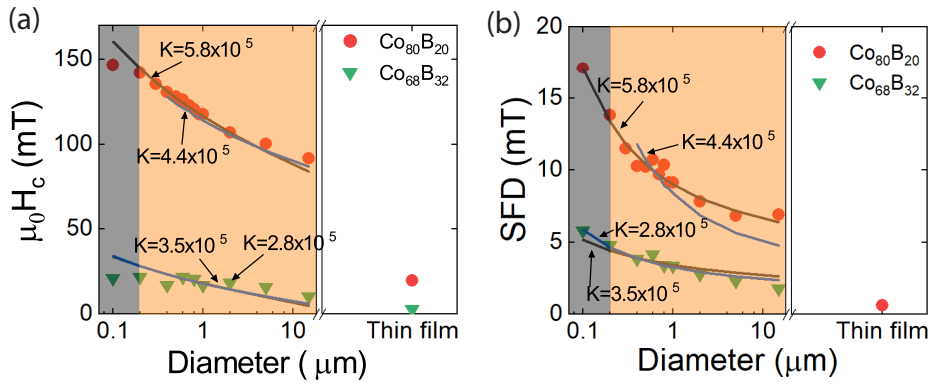 (a)
μ₀H_c (mT)
150
100
50
0
K=5.8x10 ⁵
K=4.4x10 ⁵
K=3.5x10 ⁵
K=2.8x10 ⁵
Co₈₀B₂₀
Co₆₈B₃₂
0.1
1
10
Thin film
Diameter ( μm)
(b)
SFD (mT)
20
15
10
5
0
K=5.8x10 ⁵
K=4.4x10 ⁵
K=2.8x10 ⁵
K=3.5x10 ⁵
Co₈₀B₂₀
Co₆₈B₃₂
0.1
1
10
Thin film
Diameter (μm)